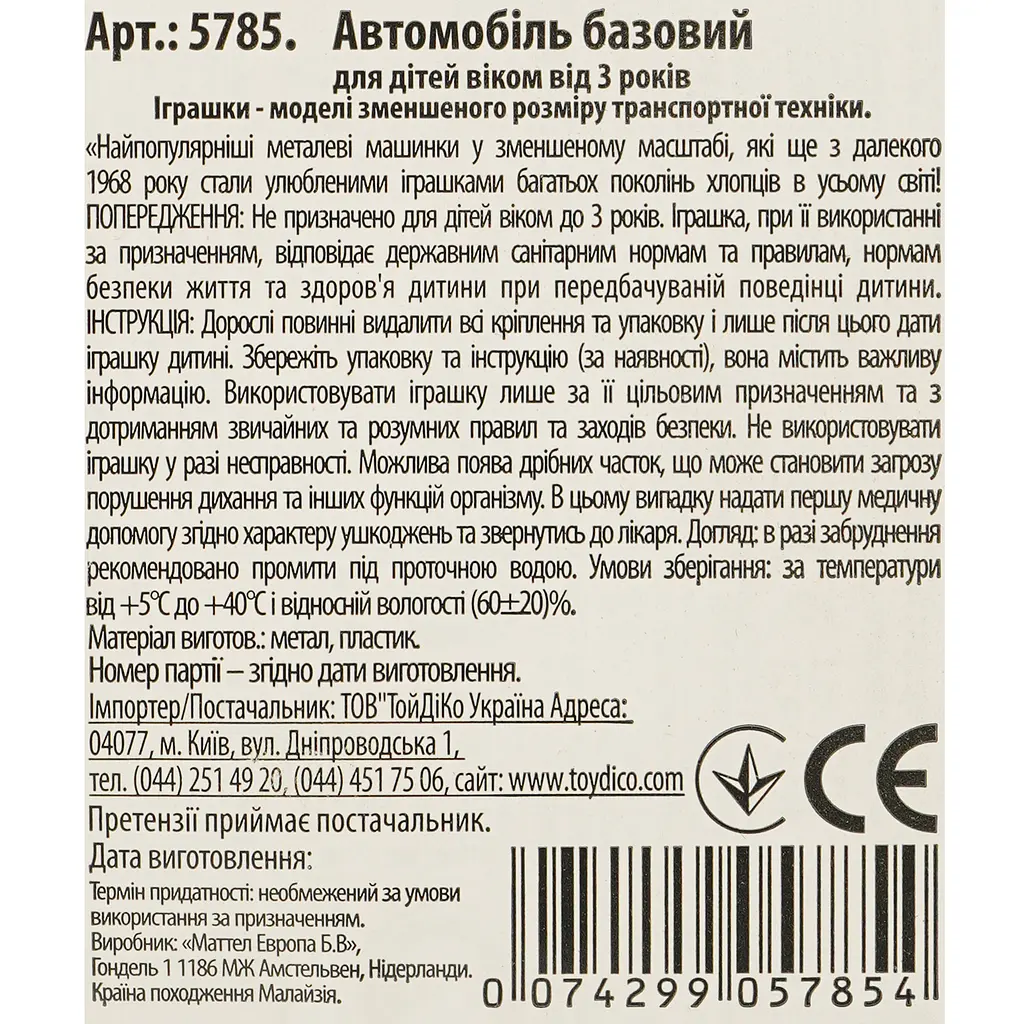 Арт.: 5785. Автомобіль базовий
для дітей віком від 3 років
Іграшки - моделі зменшеного розміру транспортної техніки.
«Найпопулярніші металеві машинки у зменшеному масштабі, які ще з далекого
1968 року стали улюбленими іграшками багатьох поколінь хлопців в усьому світі!
ПОПЕРЕДЖЕННЯ: Не призначено для дітей віком до 3 років. Іграшка, при її використанні
за призначенням, відповідає державним санітарним нормам та правилам, нормам
безпеки життя та здоров'я дитини при передбачуваній поведінці дитини.
ІНСТРУКЦІЯ: Дорослі повинні видалити всі кріплення та упаковку і лише після цього дати
іграшку дитині. Збережіть упаковку та інструкцію (за наявності), вона містить важливу
інформацію. Використовувати іграшку лише за її цільовим призначенням та з
дотриманням звичайних та розумних правил та заходів безпеки. Не використовувати
іграшку у разі несправності. Можлива поява дрібних часток, що може становити загрозу
порушення дихання та інших функцій організму. В цьому випадку надати першу медичну
допомогу згідно характеру ушкоджень та звернутись до лікаря. Догляд: в разі забруднення
рекомендовано промити під проточною водою. Умови зберігання: за температури
від +5°С до +40°С і відносній вологості (60±20)%.
Матеріал виготов.: метал, пластик.
Номер партії – згідно дати виготовлення.
Імпортер/Постачальник: ТОВ"ТойДіКо Україна Адреса:
04077, м. Київ, вул. Дніпроводська 1,
тел. (044) 251 49 20, (044) 451 75 06, сайт: www.toydico.com
CE
Претензії приймає постачальник.
Дата виготовлення:
Термін придатності: необмежений за умови
використання за призначенням.
Виробник: «Маттел Європа Б.В»,
Гондель 1 1186 МЖ Амстельвен, Нідерланди.
Країна походження Малайзія.
0 074299 057854